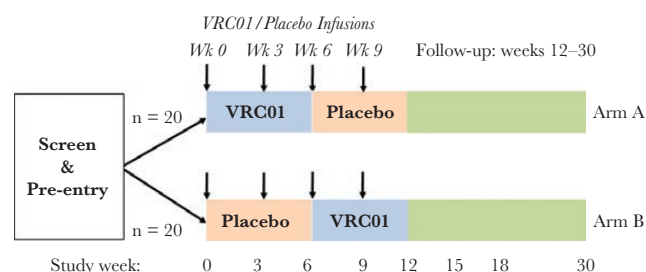 VRC01/Placebo Infusions
Wk 0 Wk 3 Wk 6 Wk 9 Follow-up: weeks 12–30
n = 20 VRC01 Placebo Arm A
Screen
&
Pre-entry
n = 20 Placebo VRC01 Arm B
Study week: 0 3 6 9 12 15 18 30